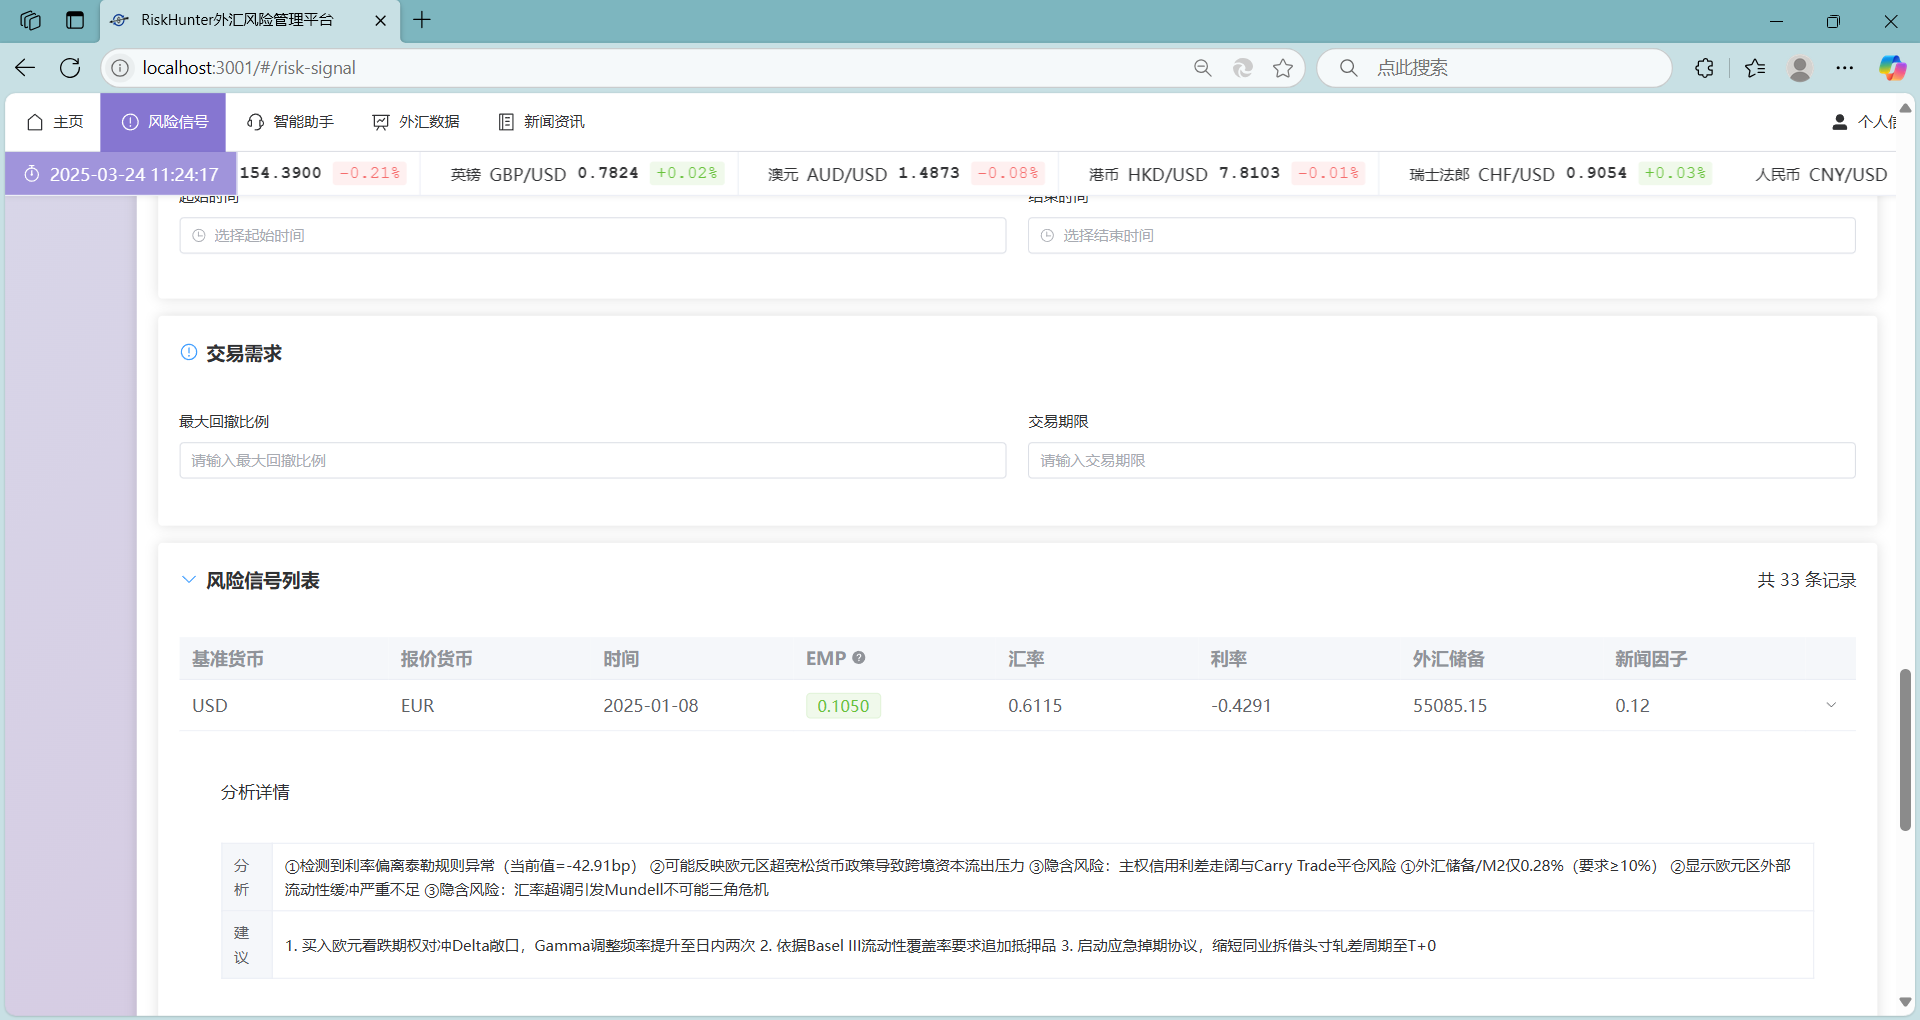 RiskHunter外汇风险管理平台
localhost:3001/#/risk-signal
点此搜索
主页
风险信号
智能助手
外汇数据
新闻资讯
个人信
2025-03-24 11:24:17
154.3900 -0.21%
英镑 GBP/USD 0.7824 +0.02%
澳元 AUD/USD 1.4873 -0.08%
港币 HKD/USD 7.8103 -0.01%
瑞士法郎 CHF/USD 0.9054 +0.03%
人民币 CNY/USD
起始时间
结束时间
选择起始时间
选择结束时间
交易需求
最大回撤比例
交易期限
请输入最大回撤比例
请输入交易期限
风险信号列表
共 33 条记录
基准货币 报价货币 时间 EMP 汇率 利率 外汇储备 新闻因子
USD EUR 2025-01-08 0.1050 0.6115 -0.4291 55085.15 0.12
分析详情
分析
①检测到利率偏离泰勒规则异常（当前值=-42.91bp） ②可能反映欧元区超宽松货币政策导致跨境资本流出压力 ③隐含风险：主权信用利差走阔与Carry Trade平仓风险 ①外汇储备/M2仅0.28%（要求≥10%） ②显示欧元区外部
流动性缓冲严重不足 ③隐含风险：汇率超调引发Mundell不可能三角危机
建议
1. 买入欧元看跌期权对冲Delta敞口，Gamma调整频率提升至日内两次 2. 依据Basel III流动性覆盖率要求追加抵押品 3. 启动应急掉期协议，缩短同业拆借头寸轧差周期至T+0